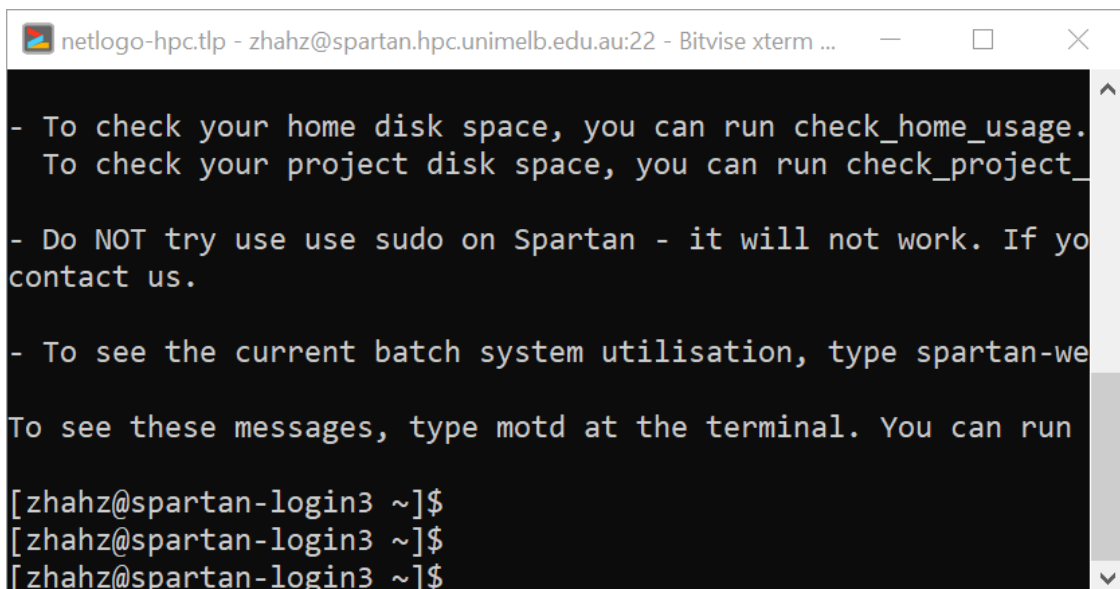 netlogo-hpc.tlp - zhahz@spartan.hpc.unimelb.edu.au:22 - Bitvise xterm ...
- To check your home disk space, you can run check_home_usage.
To check your project disk space, you can run check_project_
- Do NOT try use use sudo on Spartan - it will not work. If yo
contact us.
- To see the current batch system utilisation, type spartan-we
To see these messages, type motd at the terminal. You can run
[zhahz@spartan-login3 ~]$
[zhahz@spartan-login3 ~]$
[zhahz@spartan-login3 ~]$